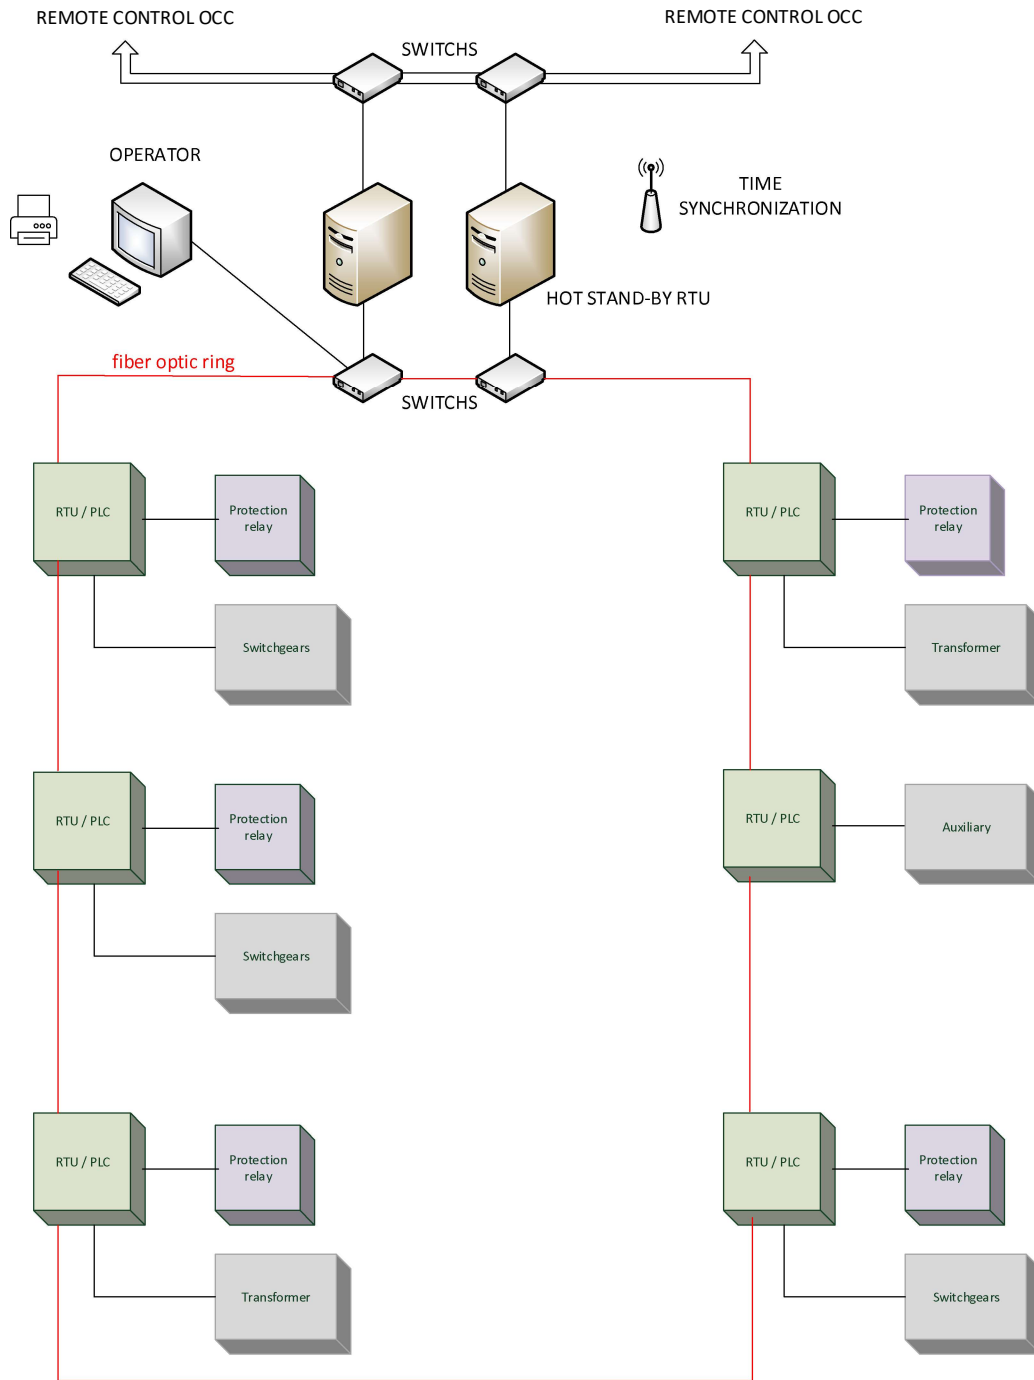 REMOTE CONTROL OCC
REMOTE CONTROL OCC
SWITCHS
OPERATOR
TIME
SYNCHRONIZATION
HOT STAND-BY RTU
fiber optic ring
SWITCHS
RTU / PLC
Protection
relay
RTU / PLC
Protection
relay
Switchgears
Transformer
RTU / PLC
Protection
relay
RTU / PLC
Auxiliary
Switchgears
RTU / PLC
Protection
relay
RTU / PLC
Protection
relay
Transformer
Switchgears